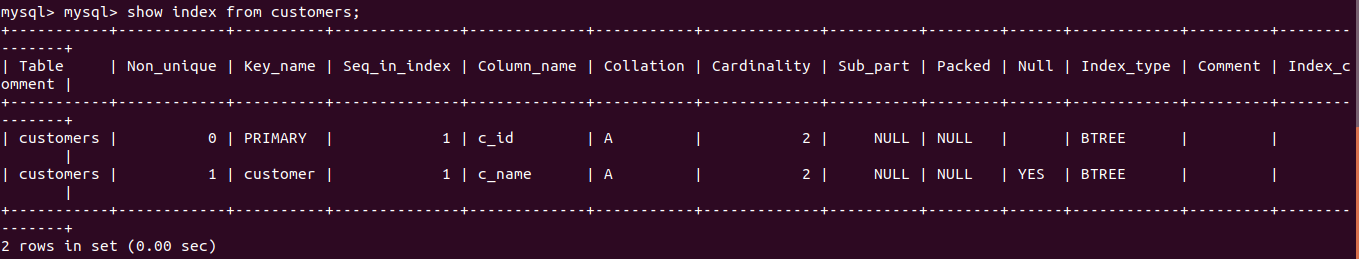 mysql> mysql> show index from customers;
+-----------+------------+----------+--------------+-------------+-----------+-------------+----------+--------+------+------------+---------+--------
-------+
| Table     | Non_unique | Key_name | Seq_in_index | Column_name | Collation | Cardinality | Sub_part | Packed | Null | Index_type | Comment | Index_c
omment |
+-----------+------------+----------+--------------+-------------+-----------+-------------+----------+--------+------+------------+---------+--------
-------+
| customers |          0 | PRIMARY  |            1 | c_id        | A         |           2 |     NULL | NULL   |      | BTREE      |         |
       |
| customers |          1 | customer |            1 | c_name      | A         |           2 |     NULL | NULL   | YES  | BTREE      |         |
       |
+-----------+------------+----------+--------------+-------------+-----------+-------------+----------+--------+------+------------+---------+--------
-------+
2 rows in set (0.00 sec)